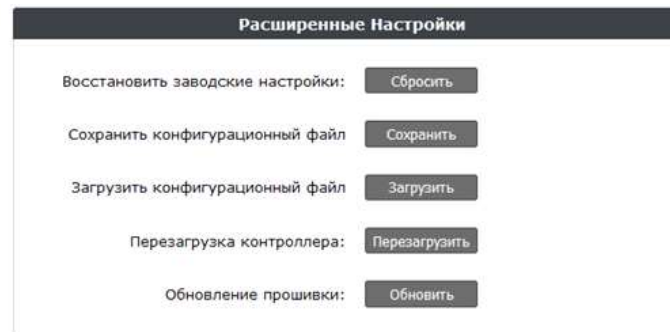 Расширенные Настройки
Восстановить заводские настройки: Сбросить
Сохранить конфигурационный файл Сохранить
Загрузить конфигурационный файл Загрузить
Перезагрузка контроллера: Перезагрузить
Обновление прошивки: Обновить